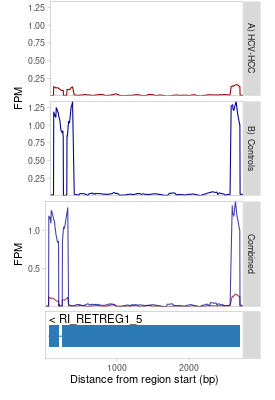 1.25
1.00
0.75
0.50
0.25
FPM
A) HCV-HCC
1.25
1.00
0.75
0.50
0.25
B) Controls
1.0
0.5
FPM
Combined
< RI_RETREG1_5
1000 2000
Distance from region start (bp)